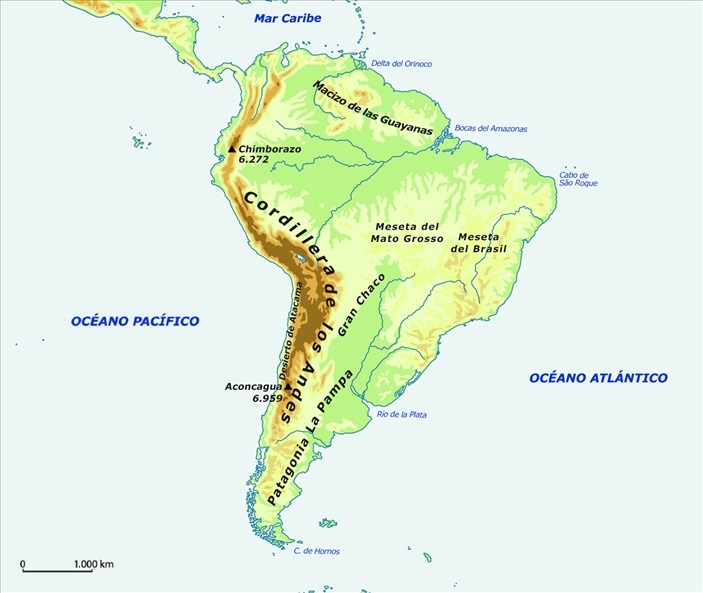 Mar Caribe
Delta del Orinoco
Macizo de las Guayanas
Bocas del Amazonas
Chimborazo
6.272
Cabo de
São Roque
Cordillera de los Andes
Meseta del
Mato Grosso
Meseta
del Brasil
Gran Chaco
Desierto de Atacama
OCÉANO PACÍFICO
OCÉANO ATLÁNTICO
Aconcagua
6.959
La Pampa
Río de la Plata
Patagonia
C. de Hornos
0 1.000 km